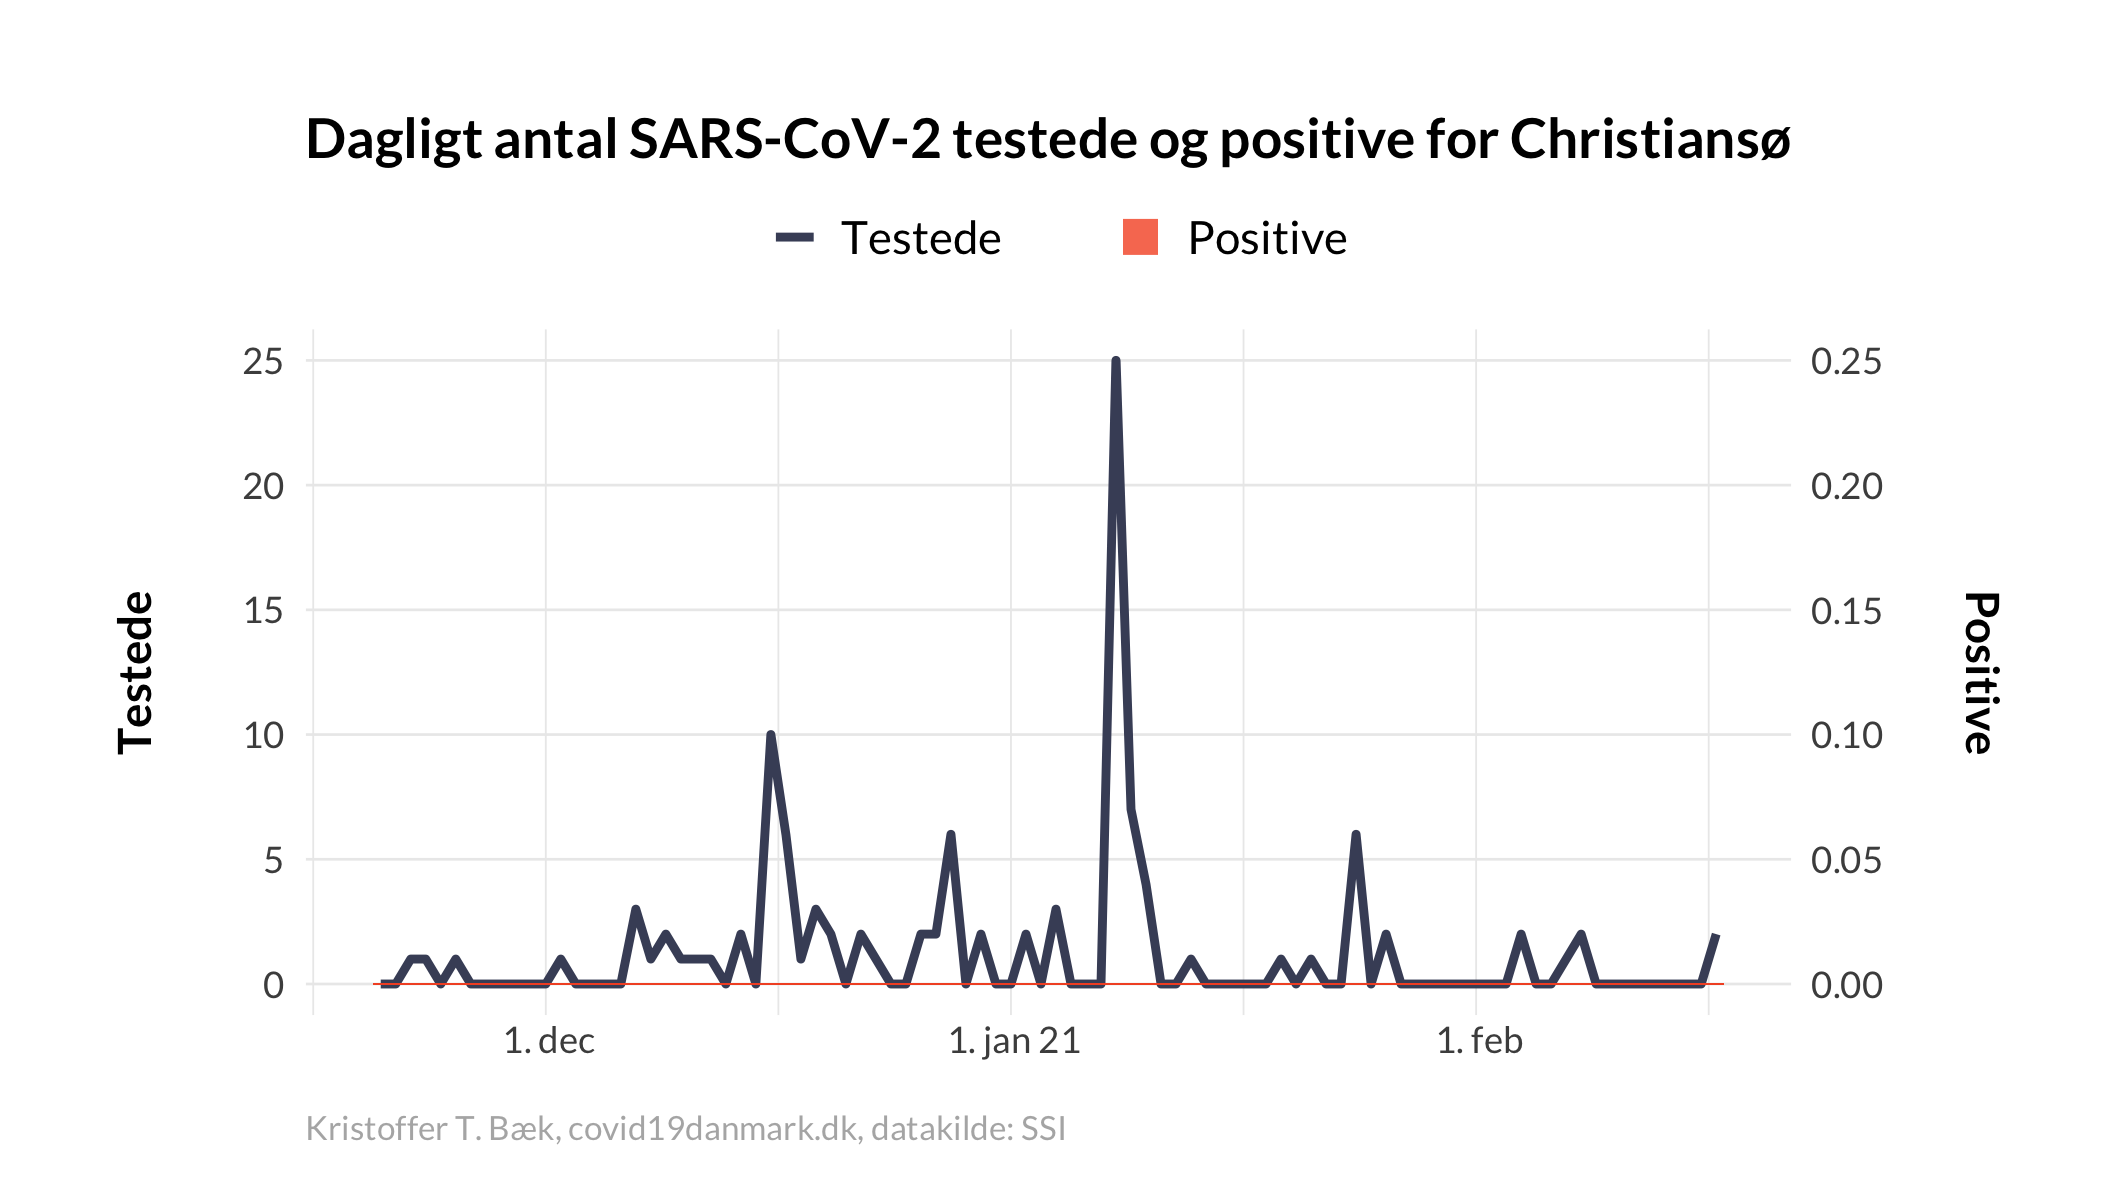 Dagligt antal SARS-CoV-2 testede og positive for Christiansø
Testede
Positive
25
20
15
10
5
0
0.25
0.20
0.15
0.10
0.05
0.00
Testede
Positive
1. dec
1. jan 21
1. feb
Kristoffer T. Bæk, covid19danmark.dk, datakilde: SSI